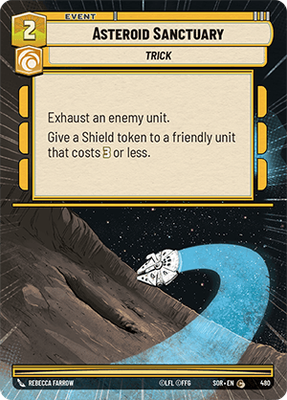 EVENT
2
ASTEROID SANCTUARY
TRICK
Exhaust an enemy unit.
Give a Shield token to a friendly unit
that costs 3 or less.
REBECCA FARROW ©LFL ©FFG SOR • EN 480